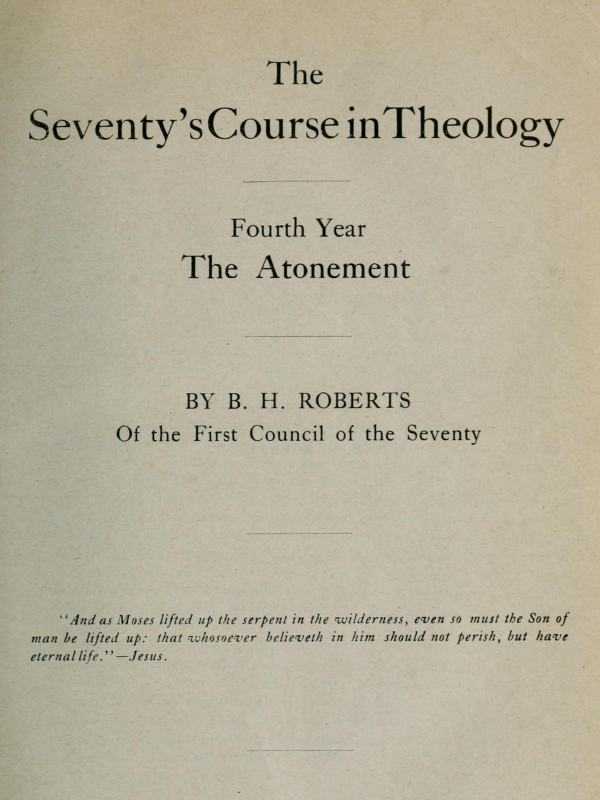 The
Seventy's Course in Theology
Fourth Year
The Atonement
BY B. H. ROBERTS
Of the First Council of the Seventy
"And as Moses lifted up the serpent in the wilderness, even so must the Son of
man be lifted up: that whosoever believeth in him should not perish, but have
eternal life."—Jesus.